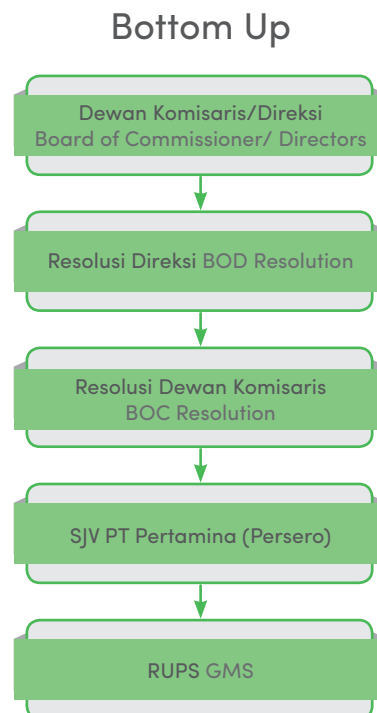 Bottom Up
Dewan Komisaris/Direksi
Board of Commissioner/ Directors
Resolusi Direksi BOD Resolution
Resolusi Dewan Komisaris
BOC Resolution
SJV PT Pertamina (Persero)
RUPS GMS